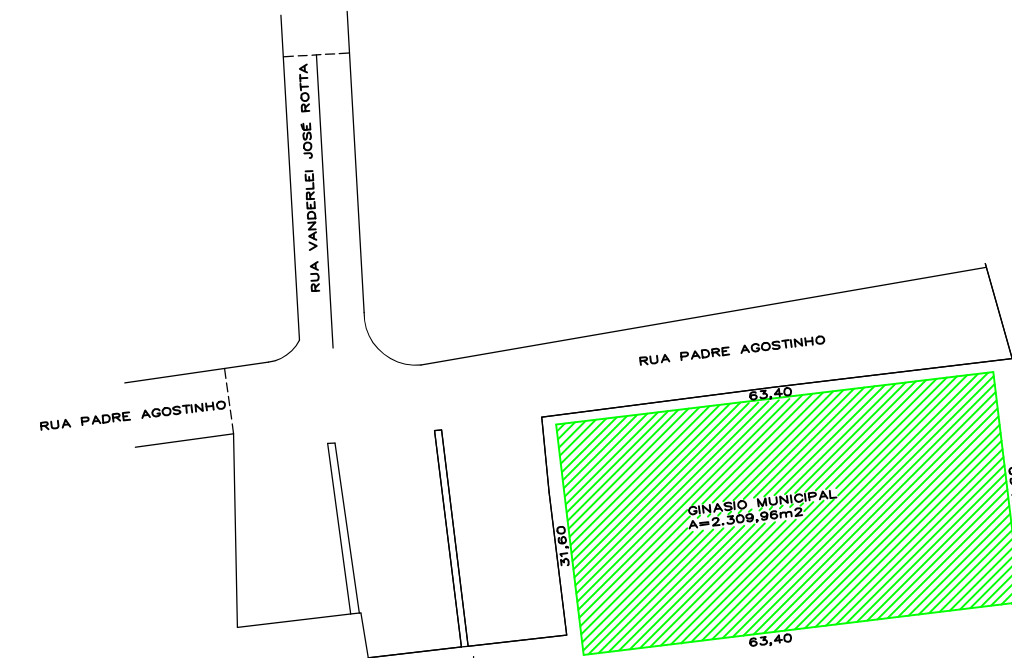 RUA VANDERLEI JOSÉ ROTTA
RUA PADRE AGOSTINHO
RUA PADRE AGOSTINHO
63,40
GINASIO MUNICIPAL
A=2.309,96m2
31,60
63,40